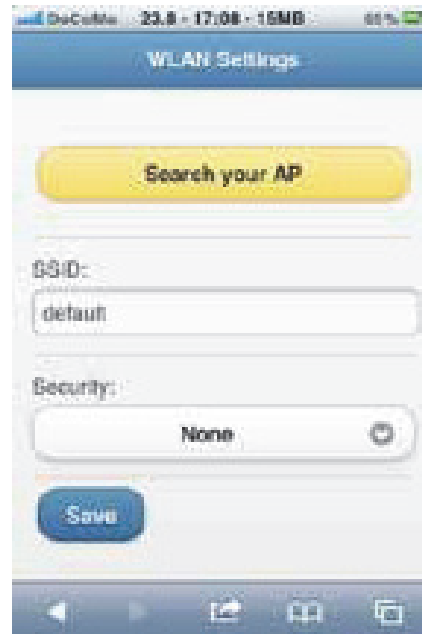 DoCoMo 23.8 - 17:08 - 15MB
WLAN Settings
Search your AP
SSID:
default
Security:
None
Save